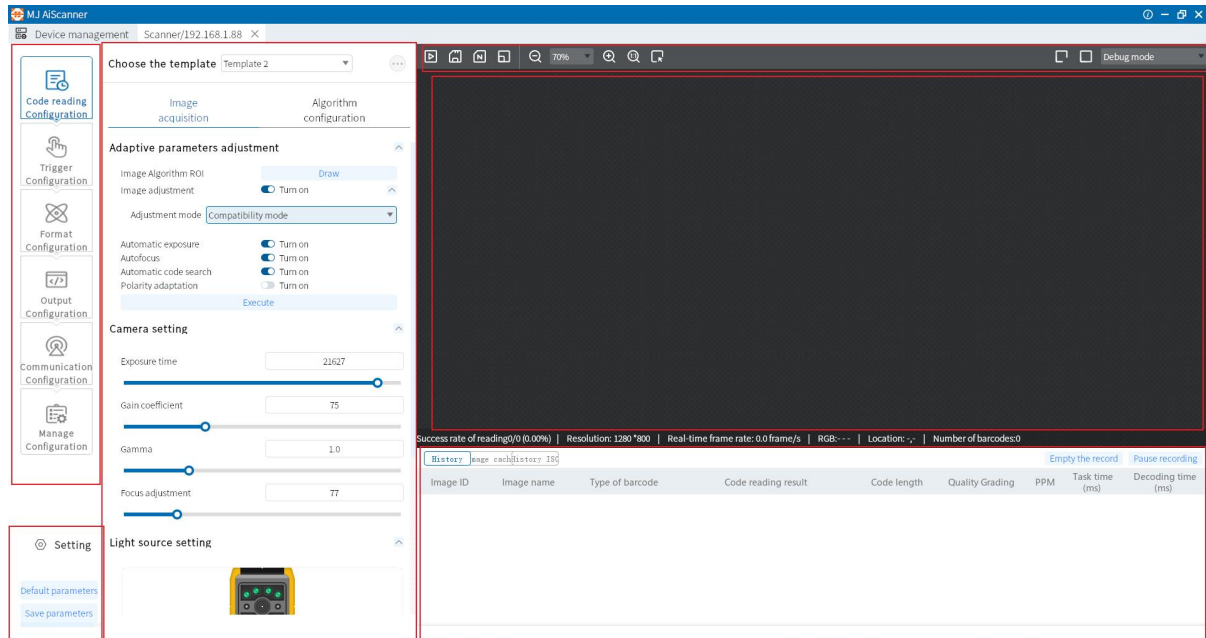 MJ AiScanner
Device management Scanner/192.168.1.88
Code reading
Configuration
Trigger
Configuration
Format
Configuration
Output
Configuration
Communication
Configuration
Manage
Configuration
Setting
Default parameters
Save parameters
Choose the template Template 2
Image
acquisition
Algorithm
configuration
Adaptive parameters adjustment
Image Algorithm ROI Draw
Image adjustment Turn on
Adjustment mode Compatibility mode
Automatic exposure Turn on
Autofocus Turn on
Automatic code search Turn on
Polarity adaptation Turn on
Execute
Camera setting
Exposure time 21627
Gain coefficient 75
Gamma 1.0
Focus adjustment 77
Light source setting
N 70% 1:1 Debug mode
Success rate of reading0/0 (0.00%) | Resolution: 1280 *800 | Real-time frame rate: 0.0 frame/s | RGB:- - - | Location: -,- | Number of barcodes:0
History mage cach History ISO Empty the record Pause recording
Image ID Image name Type of barcode Code reading result Code length Quality Grading PPM Task time (ms) Decoding time (ms)